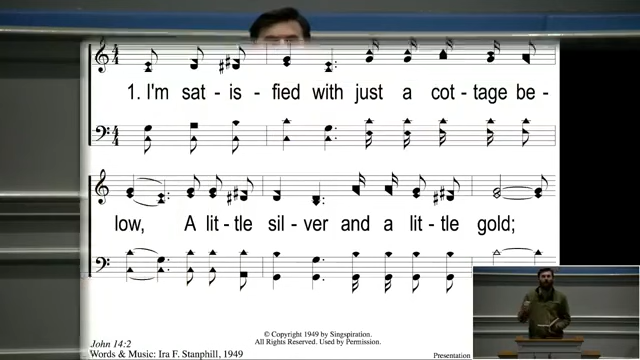 1. I'm sat - is - fied with just a cot - tage be -
low, A lit - tle sil - ver and a lit - tle gold;
© Copyright 1949 by Singspiration.
All Rights Reserved. Used by Permission.
John 14:2
Words & Music: Ira F. Stanphill, 1949
Presentation